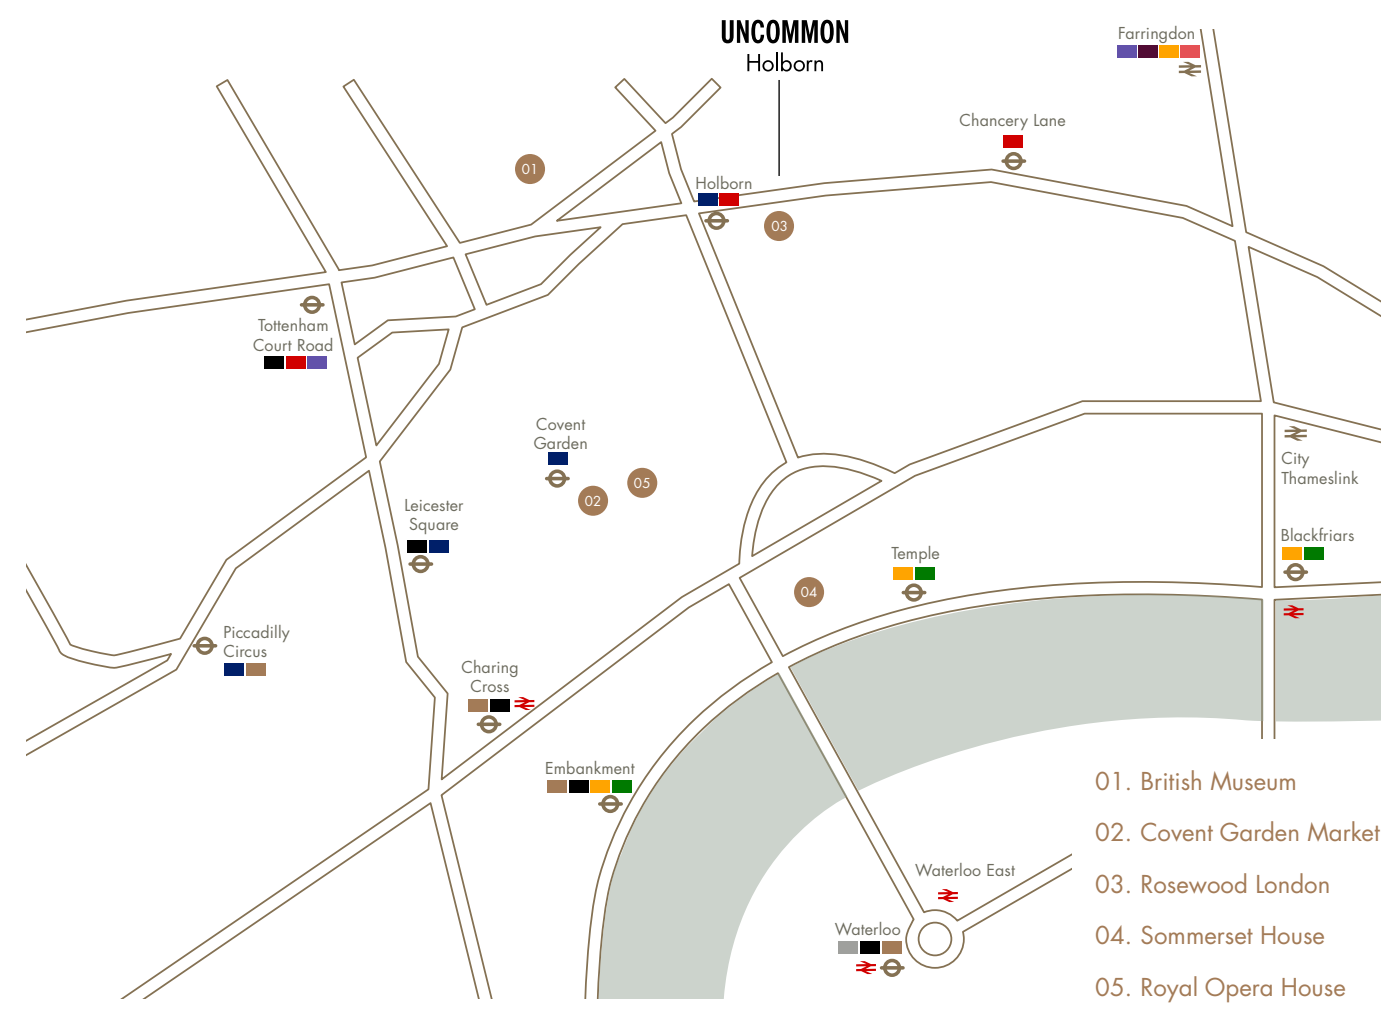 UNCOMMON
Holborn
Farringdon
Chancery Lane
01
Holborn
03
Tottenham
Court Road
Covent
Garden
05
02
Leicester
Square
City
Thameslink
Blackfriars
Temple
04
Piccadilly
Circus
Charing
Cross
Embankment
Waterloo East
Waterloo
01. British Museum
02. Covent Garden Market
03. Rosewood London
04. Sommerset House
05. Royal Opera House